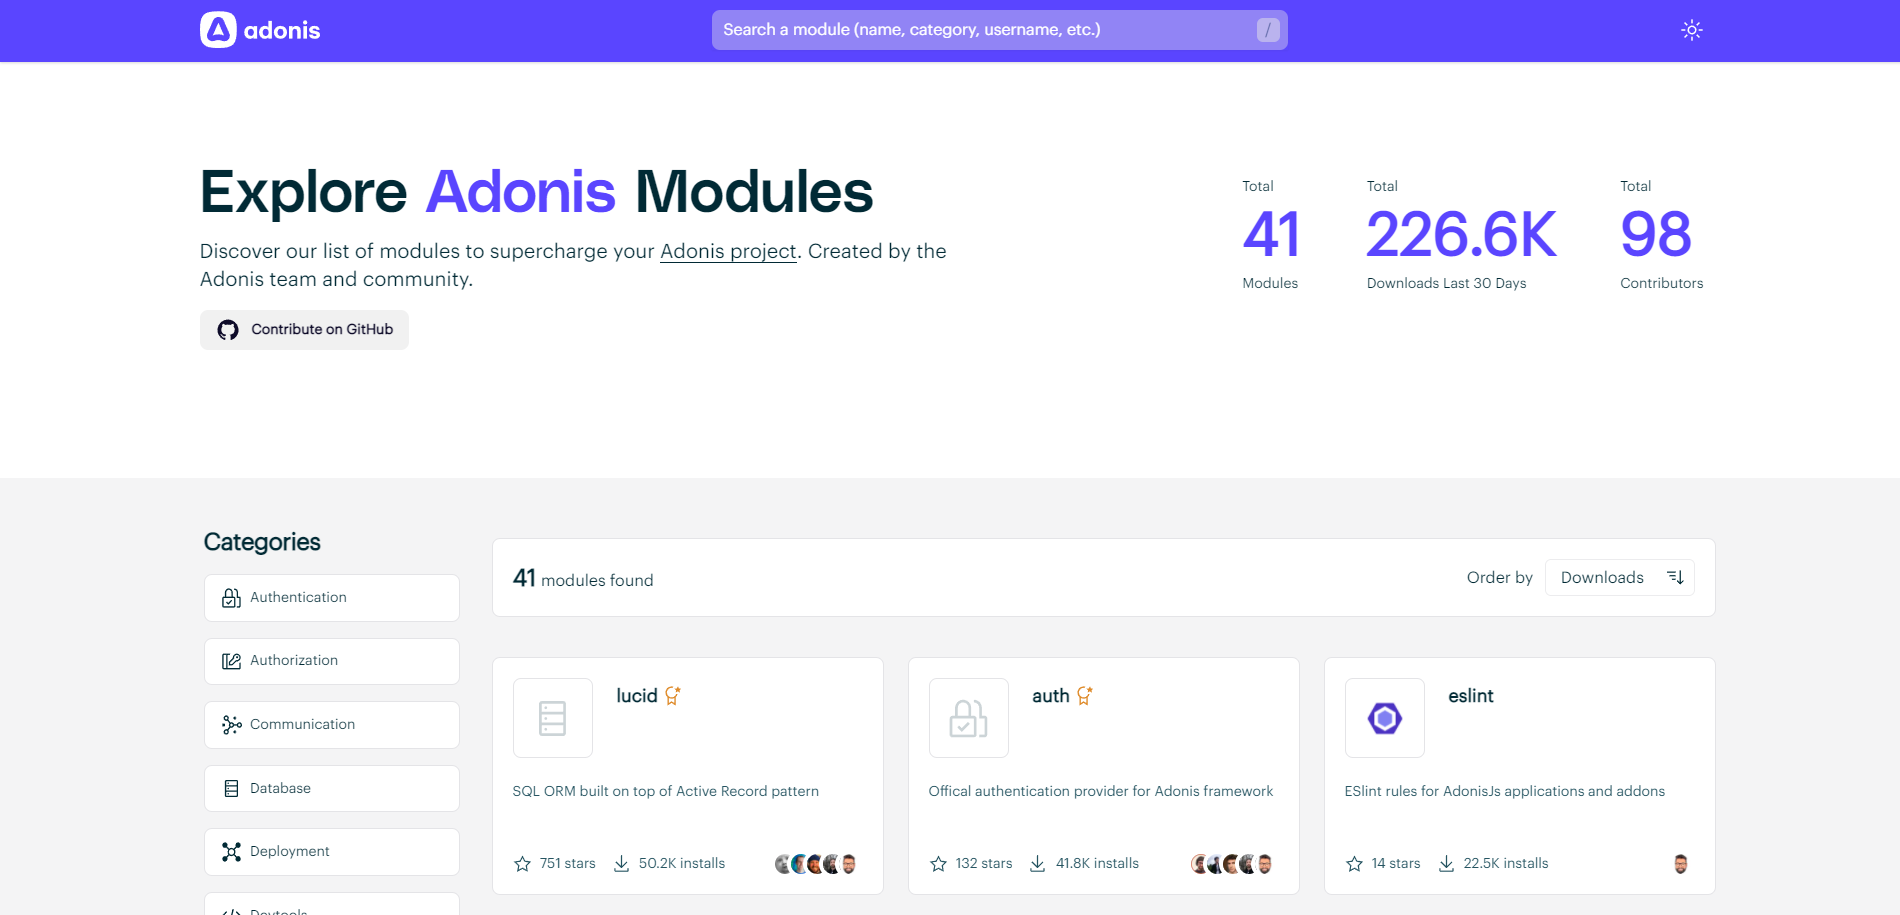 adonis
Search a module (name, category, username, etc.)
/
Explore Adonis Modules
Discover our list of modules to supercharge your Adonis project. Created by the
Adonis team and community.
Contribute on GitHub
Total
41
Modules
Total
226.6K
Downloads Last 30 Days
Total
98
Contributors
Categories
Authentication
Authorization
Communication
Database
Deployment
Devtools
41 modules found
Order by
Downloads
lucid
SQL ORM built on top of Active Record pattern
751 stars
50.2K installs
auth
Offical authentication provider for Adonis framework
132 stars
41.8K installs
eslint
ESlint rules for AdonisJs applications and addons
14 stars
22.5K installs